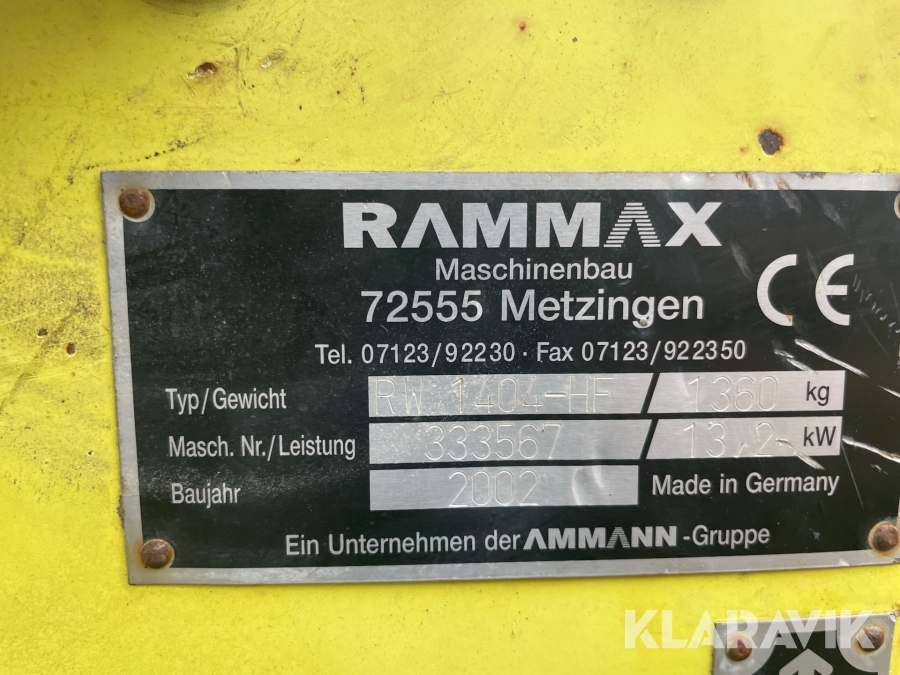 RAMMAX
Maschinenbau
72555 Metzingen
CE
Tel. 07123/92230 · Fax 07123/922350
Typ/Gewicht RW 1404-HF / 1360 kg
Masch. Nr./Leistung 333567 / 13,2 kW
Baujahr 2002 Made in Germany
Ein Unternehmen der AMMANN-Gruppe
KLARAVIK